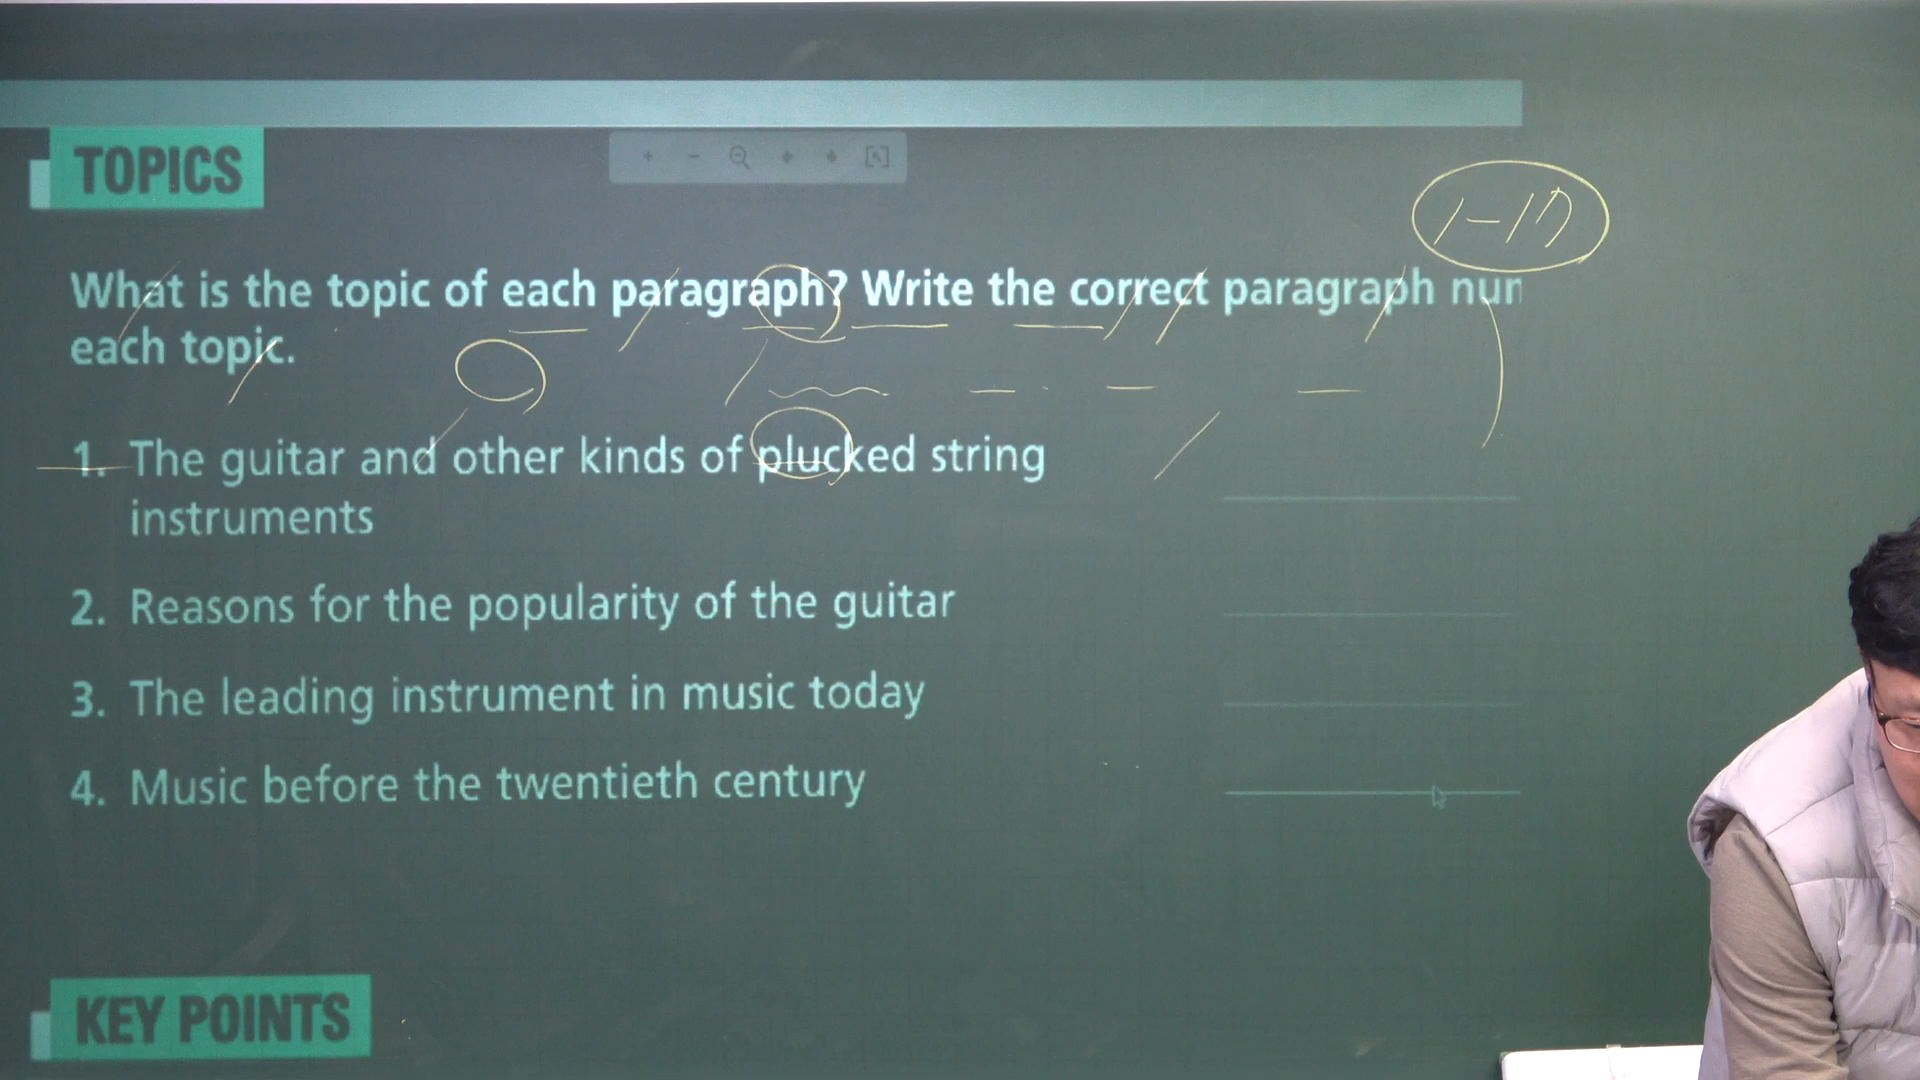 TOPICS
1-17
What is the topic of each paragraph? Write the correct paragraph
each topic.
1. The guitar and other kinds of plucked string
instruments
2. Reasons for the popularity of the guitar
3. The leading instrument in music today
4. Music before the twentieth century
KEY POINTS